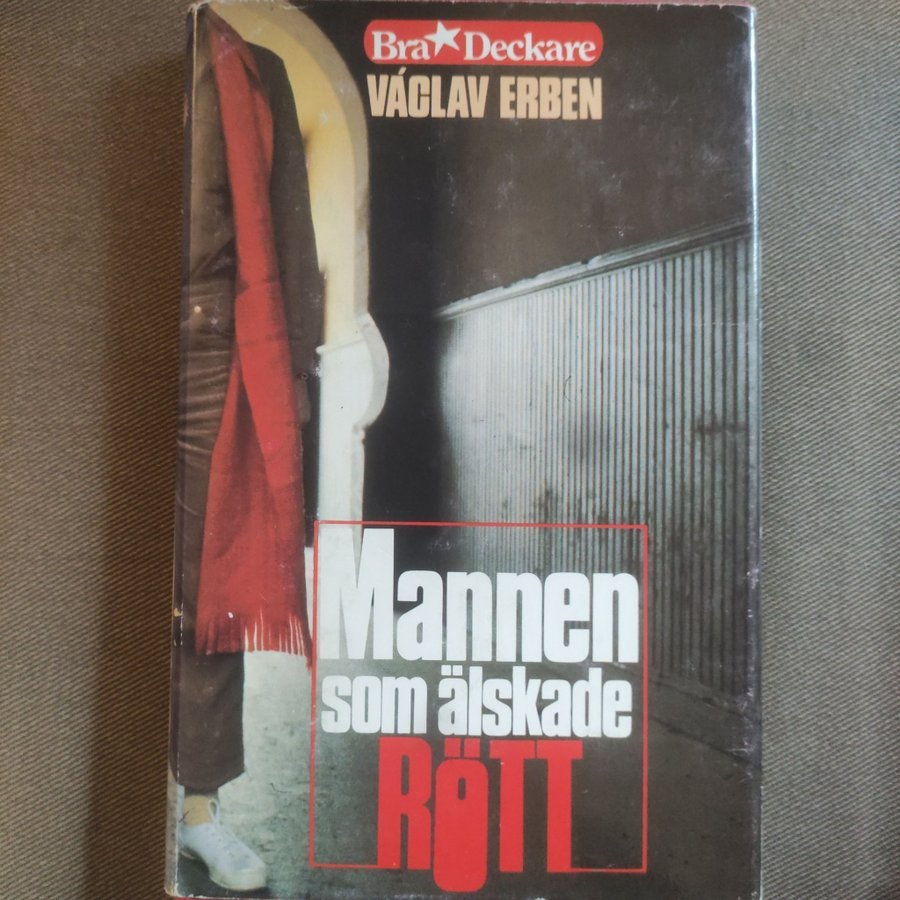 Bra Deckare
VÁCLAV ERBEN
Mannen
som älskade
RÖTT